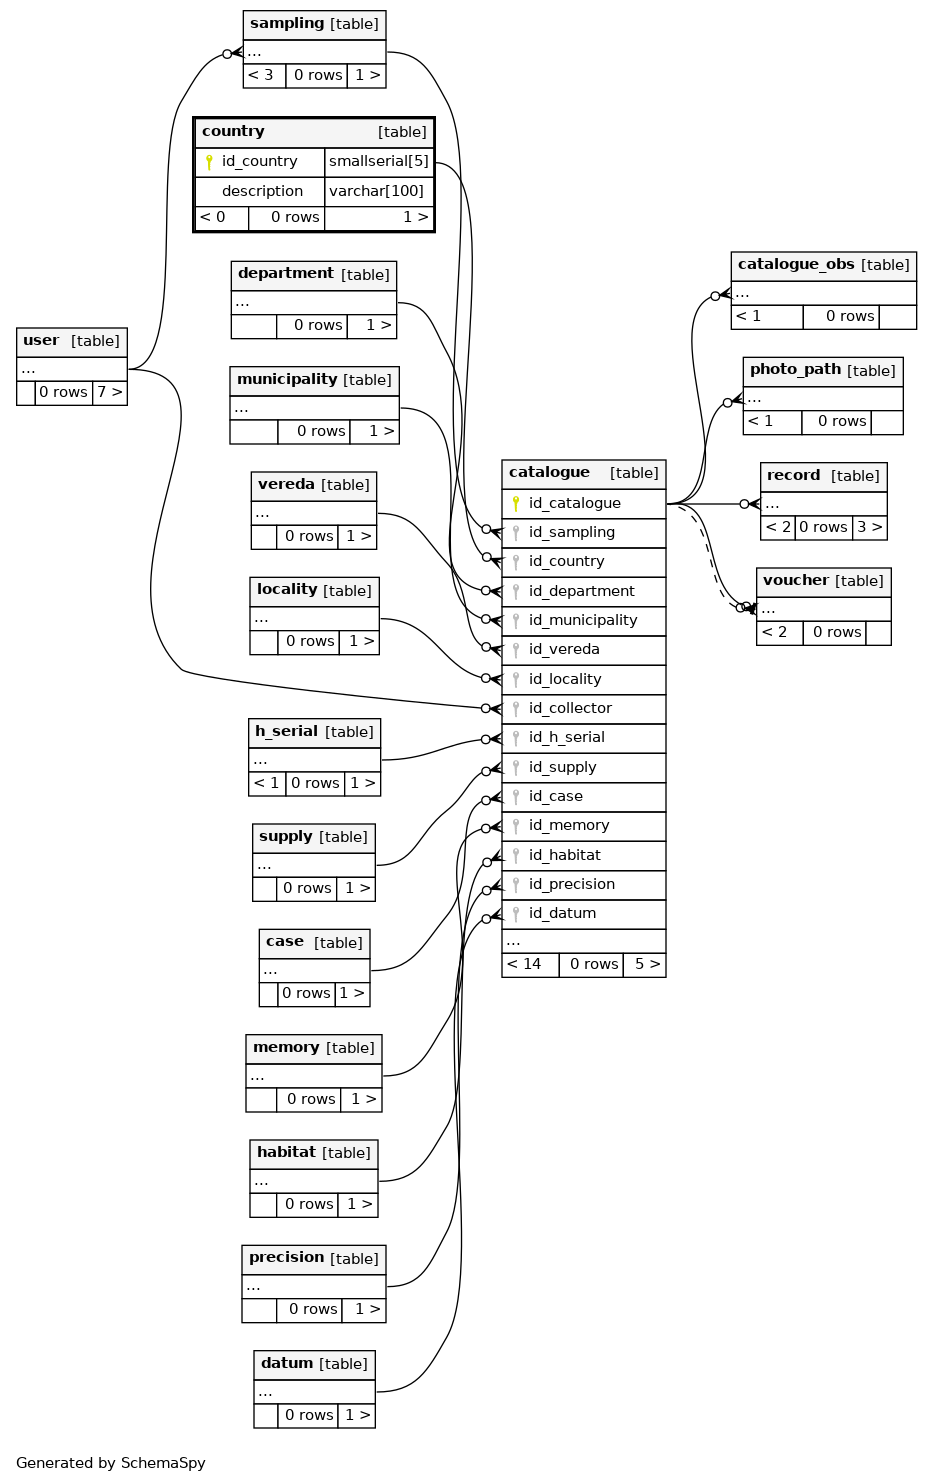 sampling [table]
...
< 3 0 rows 1 >
country [table]
id_country smallserial[5]
description varchar[100]
< 0 0 rows 1 >
department [table]
...
0 rows 1 >
user [table]
...
0 rows 7 >
municipality [table]
...
0 rows 1 >
vereda [table]
...
0 rows 1 >
locality [table]
...
0 rows 1 >
h_serial [table]
...
< 1 0 rows 1 >
supply [table]
...
0 rows 1 >
case [table]
...
0 rows 1 >
memory [table]
...
0 rows 1 >
habitat [table]
...
0 rows 1 >
precision [table]
...
0 rows 1 >
datum [table]
...
0 rows 1 >
catalogue [table]
id_catalogue
id_sampling
id_country
id_department
id_municipality
id_vereda
id_locality
id_collector
id_h_serial
id_supply
id_case
id_memory
id_habitat
id_precision
id_datum
...
< 14 0 rows 5 >
catalogue_obs [table]
...
< 1 0 rows
photo_path [table]
...
< 1 0 rows
record [table]
...
< 2 0 rows 3 >
voucher [table]
...
< 2 0 rows
Generated by SchemaSpy